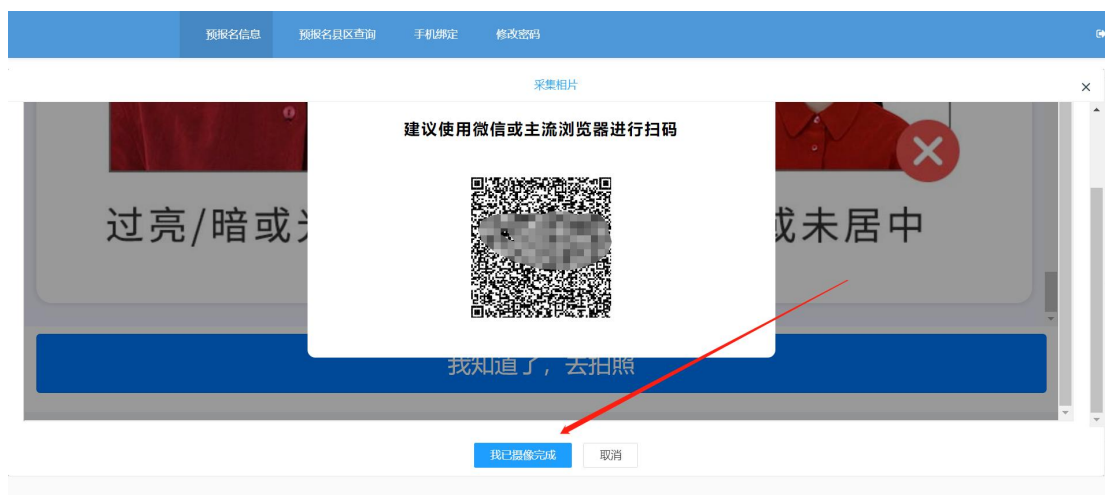 预报名信息 预报名县区查询 手机绑定 修改密码
采集相片
建议使用微信或主流浏览器进行扫码
过亮/暗或
或未居中
我知道了，去拍照
我已摄像完成 取消